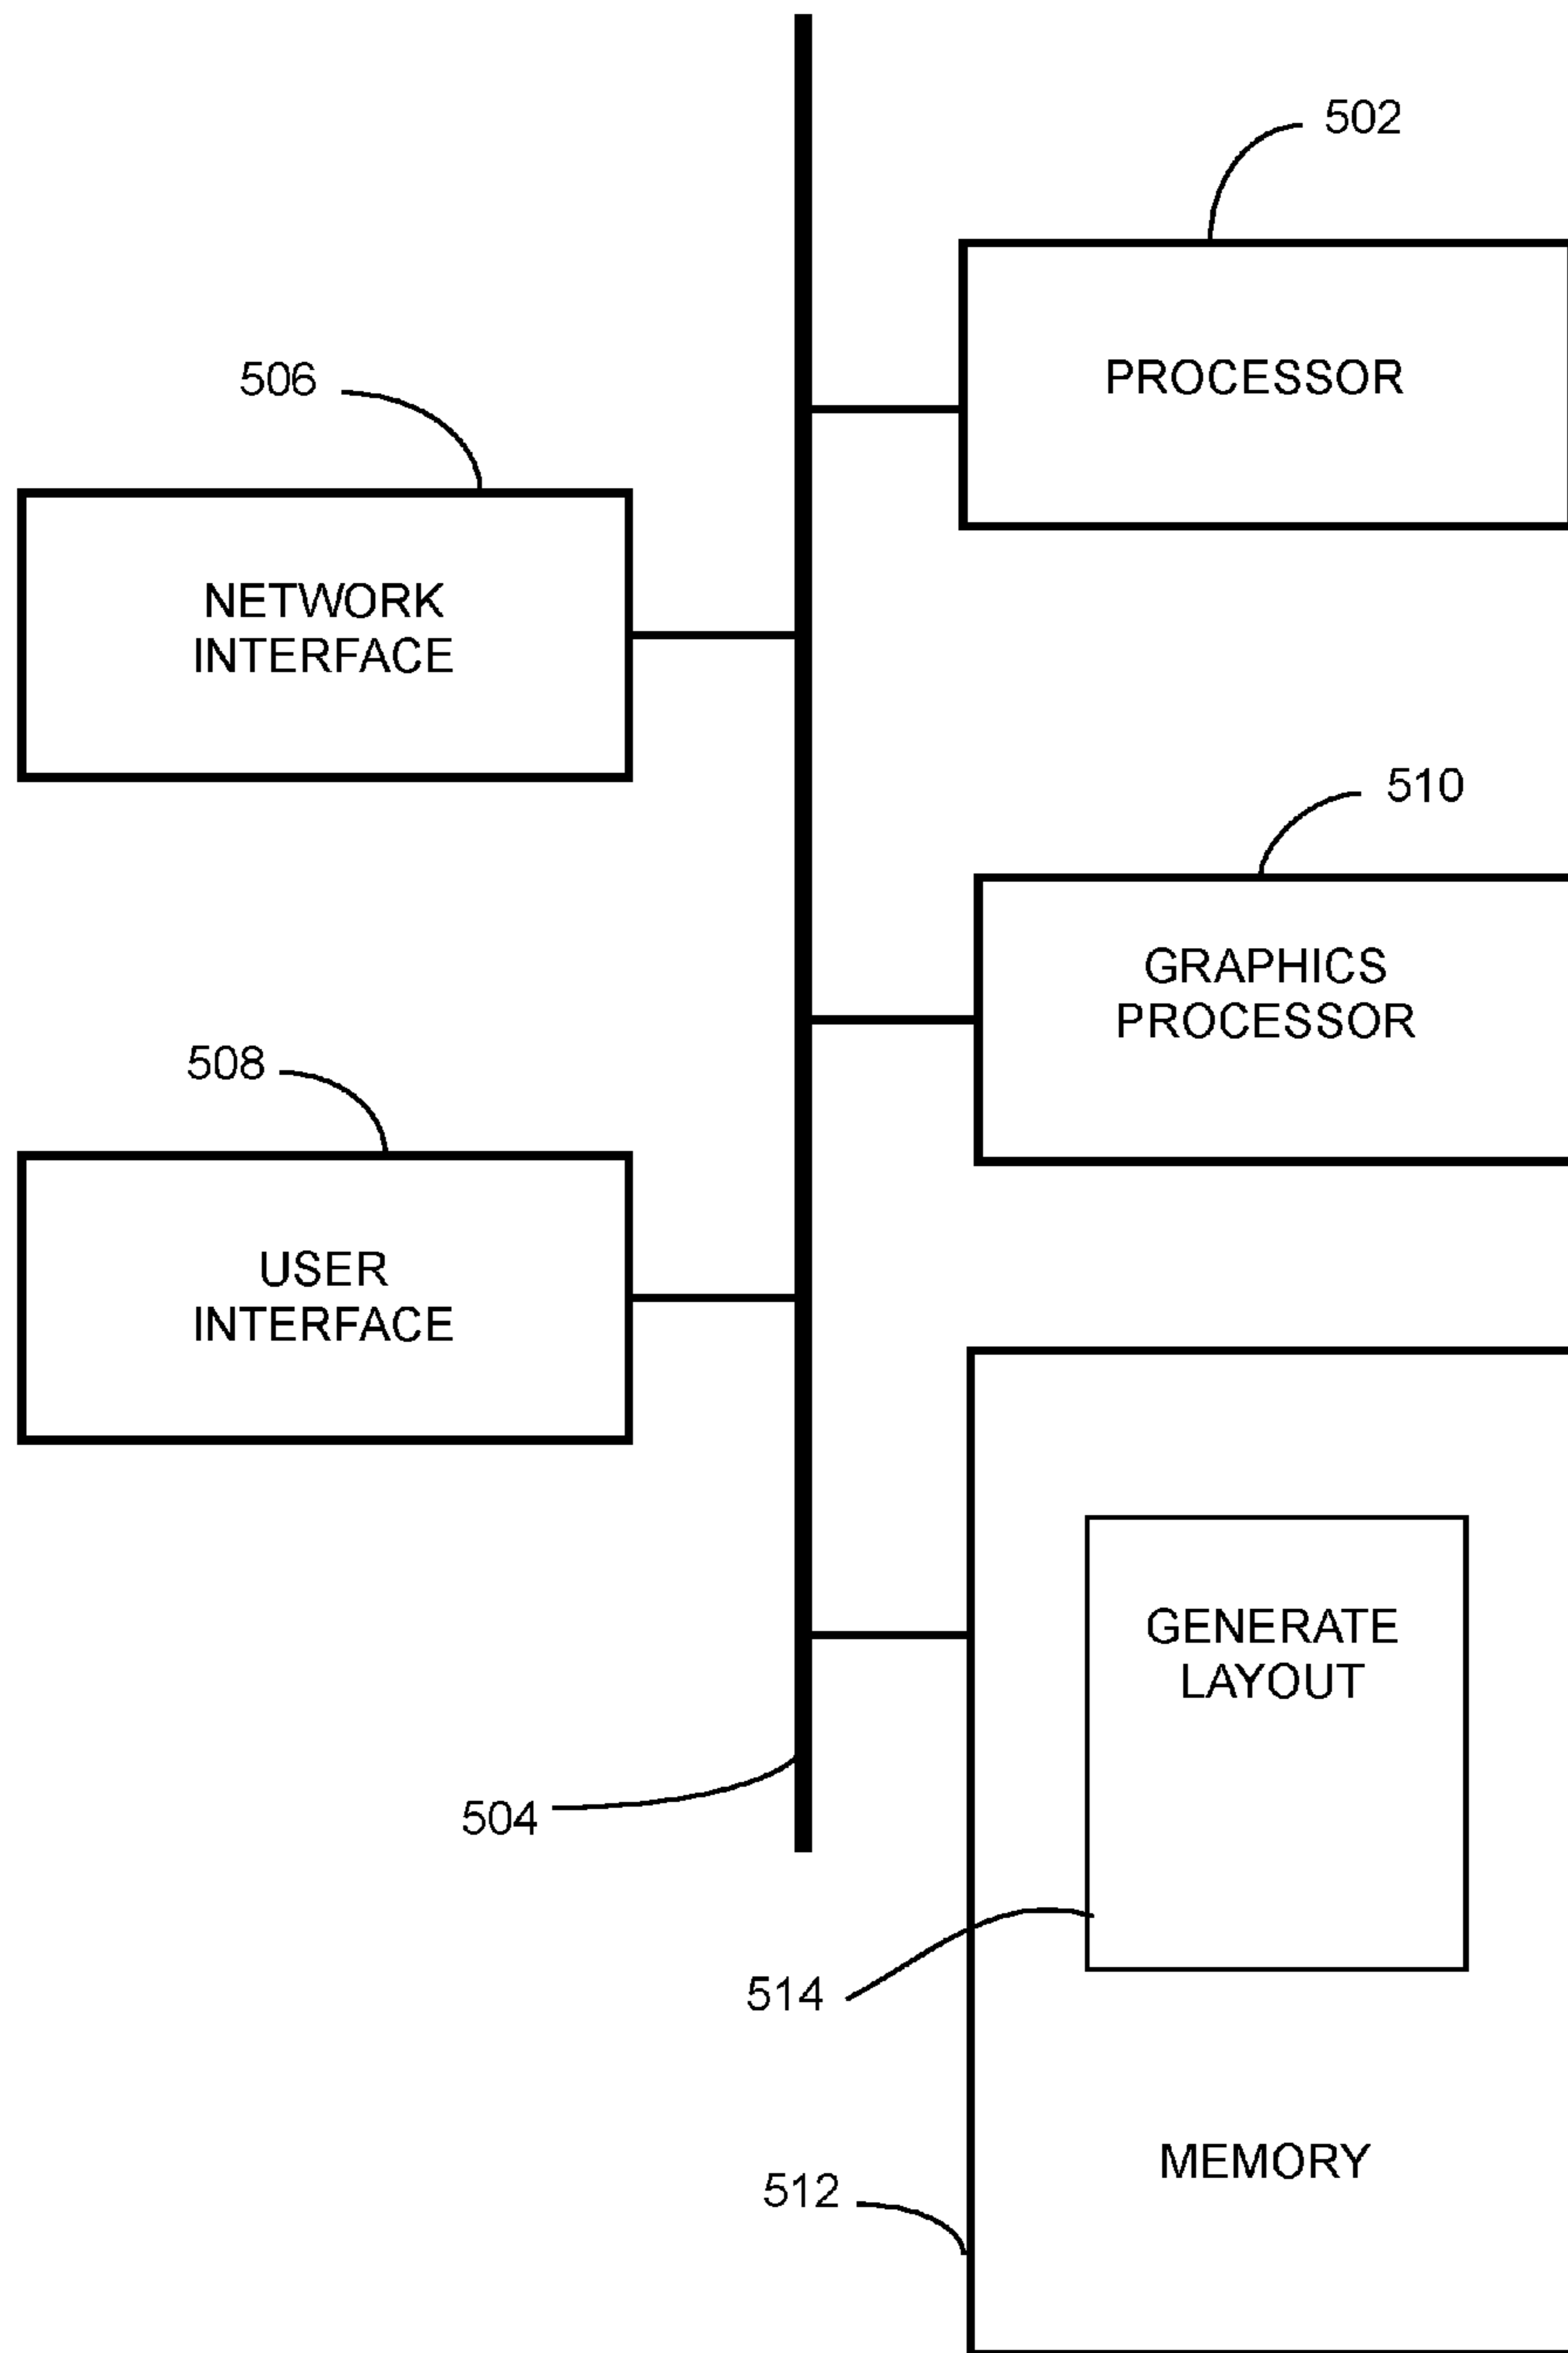 502
PROCESSOR
506
NETWORK
INTERFACE
510
GRAPHICS
PROCESSOR
508
USER
INTERFACE
GENERATE
LAYOUT
504
514
MEMORY
512